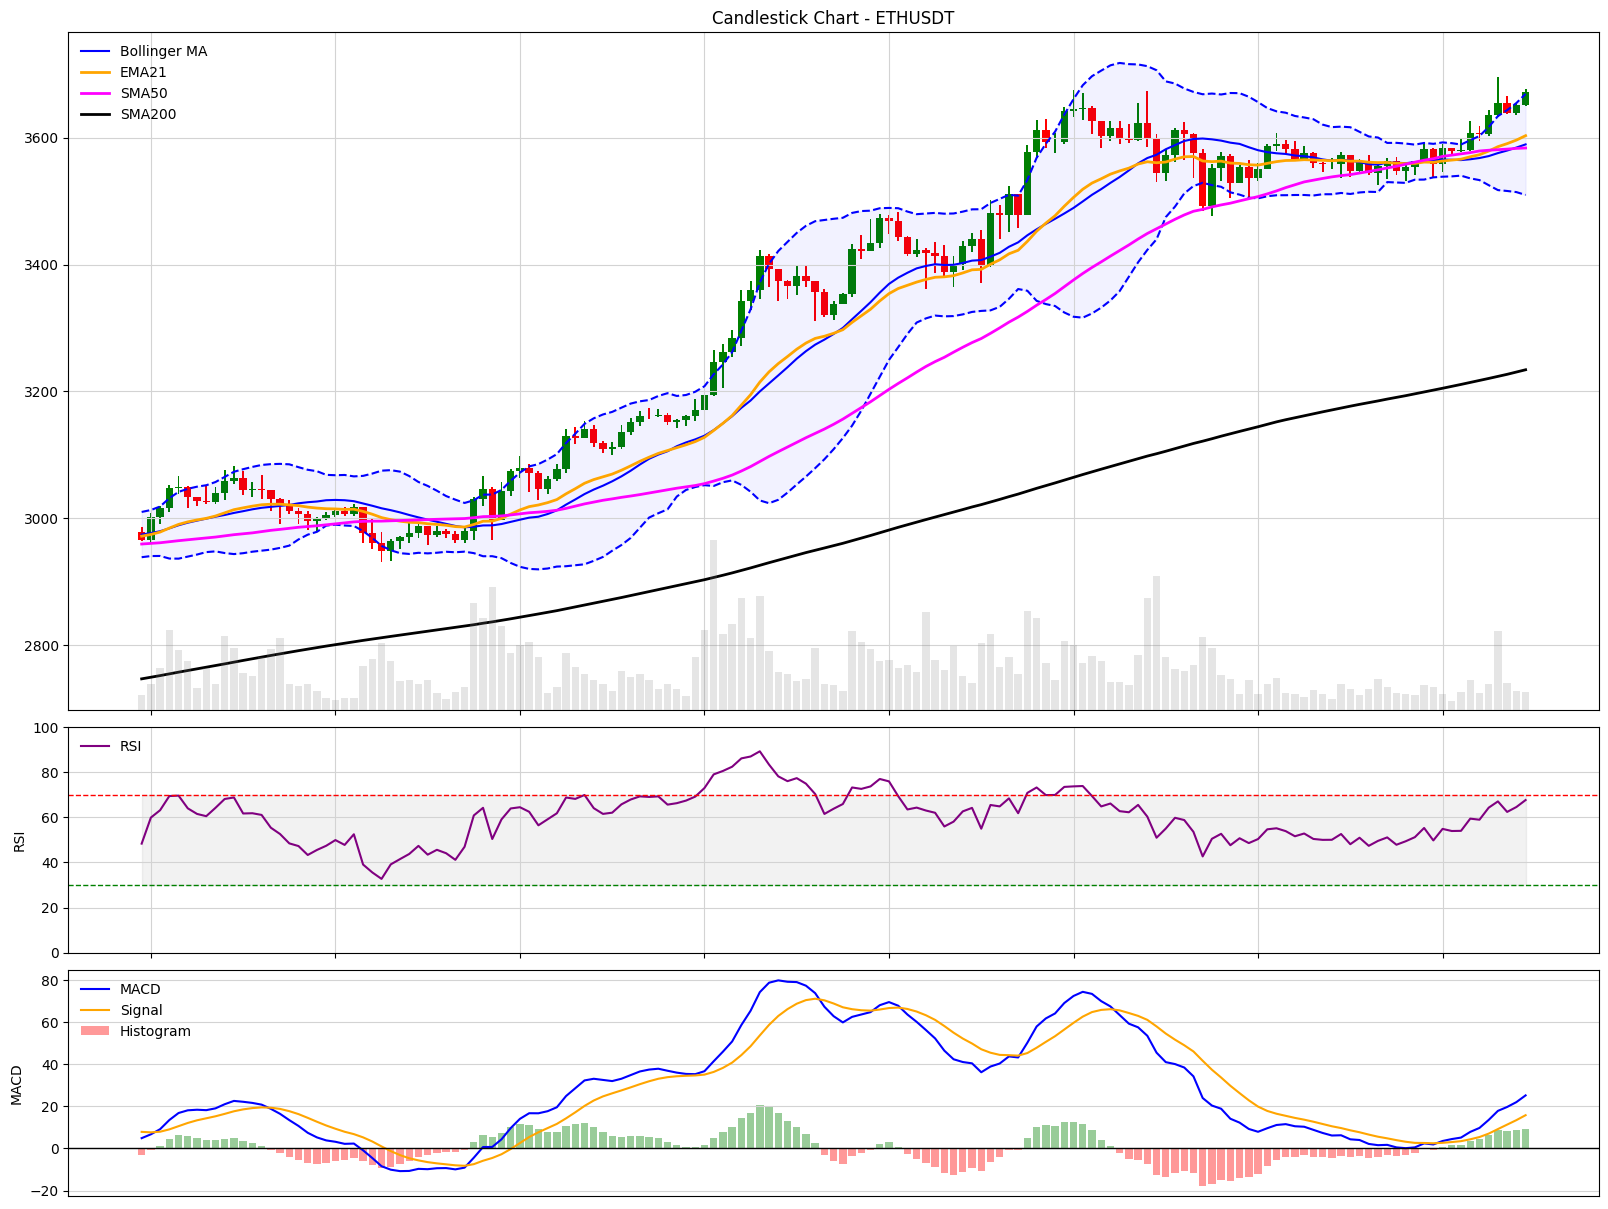 Candlestick Chart - ETHUSDT
Bollinger MA
EMA21
SMA50
SMA200
3600
3400
3200
3000
2800
RSI
100
80
60
40
20
0
RSI
MACD
Signal
Histogram
80
60
40
20
0
−20
MACD